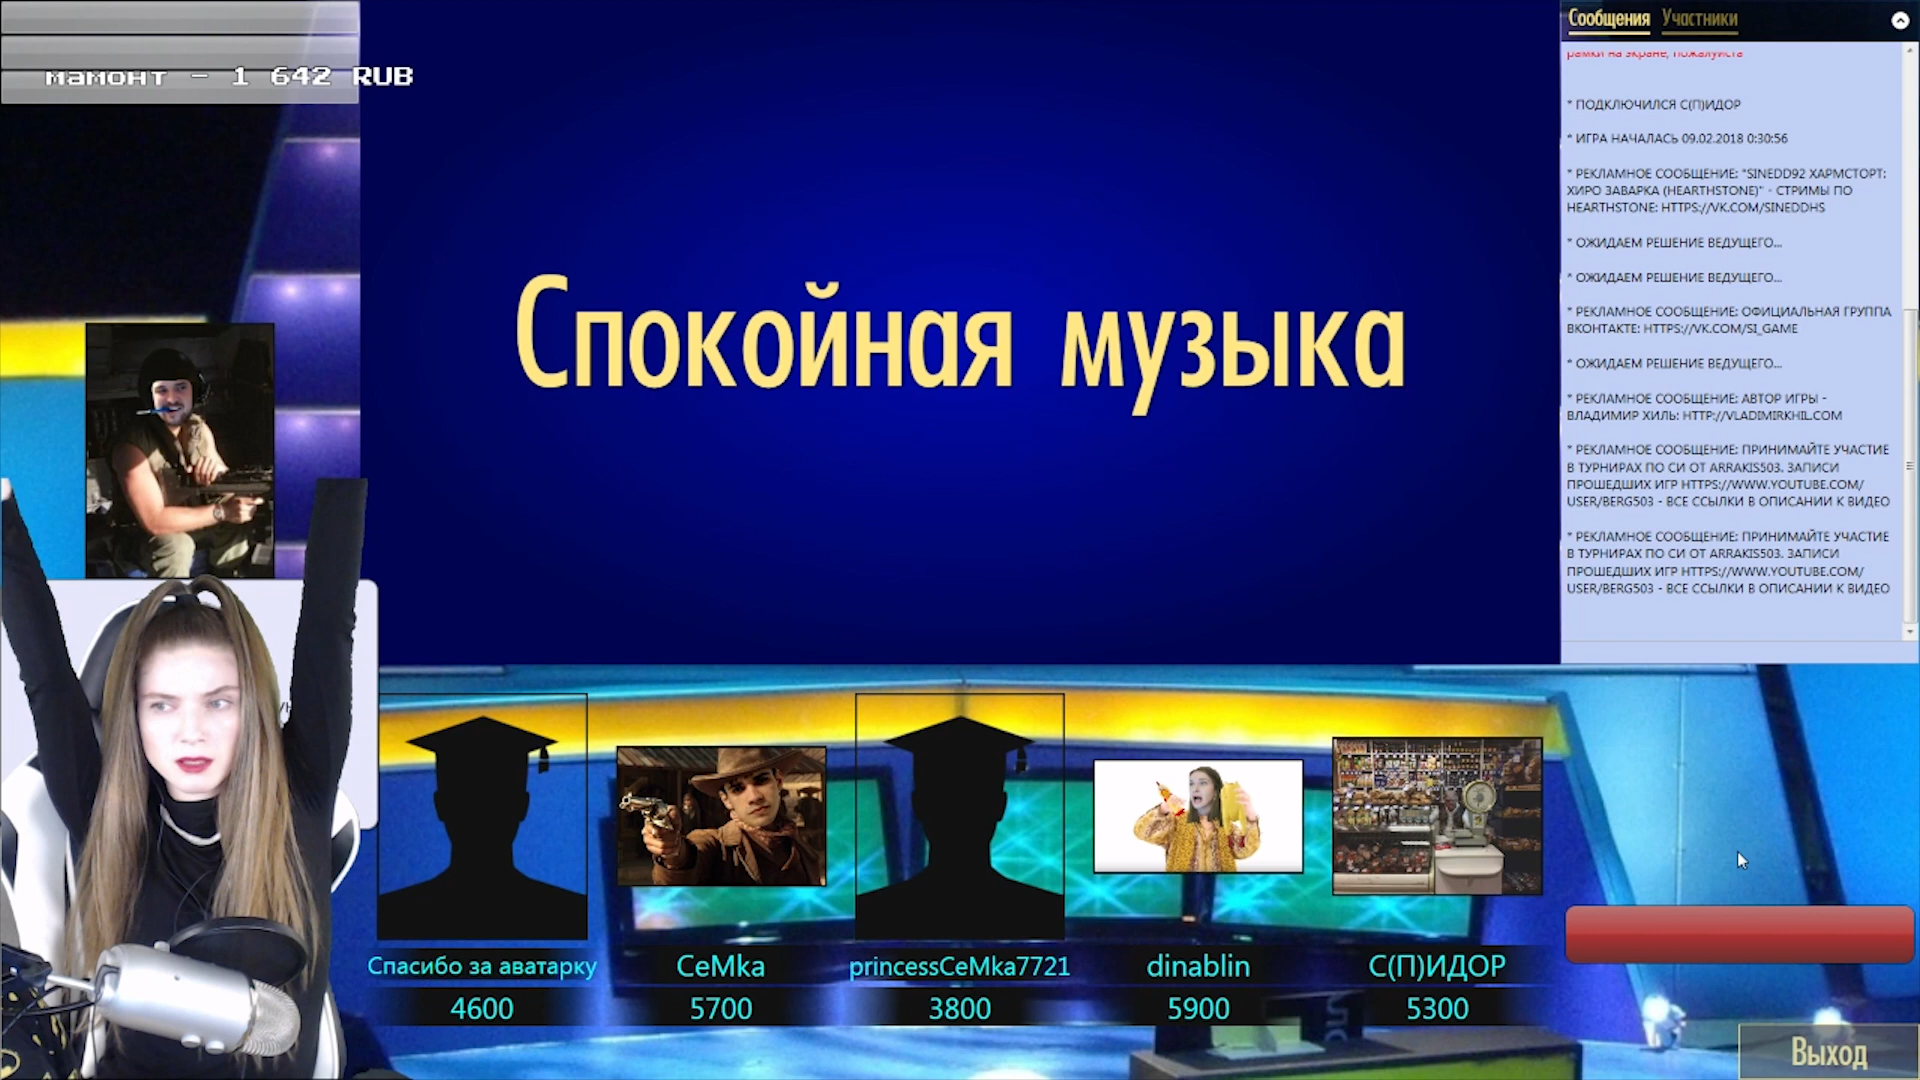 мамонт - 1 642 RUB
Спокойная музыка
Сообщения Участники
рамки на экране, пожалуйста
* ПОДКЛЮЧИЛСЯ С(П)ИДОР
* ИГРА НАЧАЛАСЬ 09.02.2018 0:30:56
* РЕКЛАМНОЕ СООБЩЕНИЕ: "SINEDD92 ХАРМСТОРТ:
ХИРО ЗАВАРКА (HEARTHSTONE)" - СТРИМЫ ПО
HEARTHSTONE: HTTPS://VK.COM/SINEDDHS
* ОЖИДАЕМ РЕШЕНИЕ ВЕДУЩЕГО...
* ОЖИДАЕМ РЕШЕНИЕ ВЕДУЩЕГО...
* РЕКЛАМНОЕ СООБЩЕНИЕ: ОФИЦИАЛЬНАЯ ГРУППА
ВКОНТАКТЕ: HTTPS://VK.COM/SI_GAME
* ОЖИДАЕМ РЕШЕНИЕ ВЕДУЩЕГО...
* РЕКЛАМНОЕ СООБЩЕНИЕ: АВТОР ИГРЫ -
ВЛАДИМИР ХИЛЬ: HTTP://VLADIMIRKHIL.COM
* РЕКЛАМНОЕ СООБЩЕНИЕ: ПРИНИМАЙТЕ УЧАСТИЕ
В ТУРНИРАХ ПО СИ ОТ ARRAKIS503. ЗАПИСИ
ПРОШЕДШИХ ИГР HTTPS://WWW.YOUTUBE.COM/
USER/BERG503 - ВСЕ ССЫЛКИ В ОПИСАНИИ К ВИДЕО
* РЕКЛАМНОЕ СООБЩЕНИЕ: ПРИНИМАЙТЕ УЧАСТИЕ
В ТУРНИРАХ ПО СИ ОТ ARRAKIS503. ЗАПИСИ
ПРОШЕДШИХ ИГР HTTPS://WWW.YOUTUBE.COM/
USER/BERG503 - ВСЕ ССЫЛКИ В ОПИСАНИИ К ВИДЕО
Спасибо за аватарку
4600
CeMka
5700
princessCeMka7721
3800
dinablin
5900
С(П)ИДОР
5300
Выход